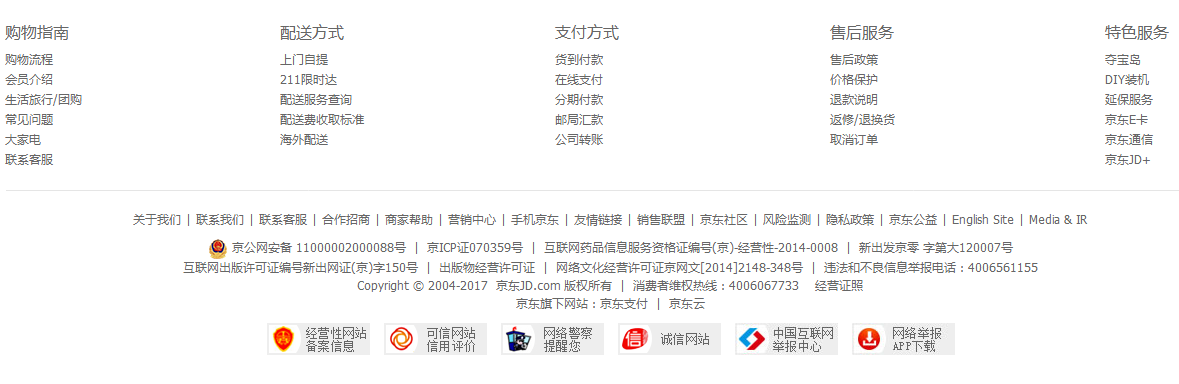 购物指南 配送方式 支付方式 售后服务 特色服务
购物流程 上门自提 货到付款 售后政策 夺宝岛
会员介绍 211限时达 在线支付 价格保护 DIY装机
生活旅行/团购 配送服务查询 分期付款 退款说明 延保服务
常见问题 配送费收取标准 邮局汇款 返修/退换货 京东E卡
大家电 海外配送 公司转账 取消订单 京东通信
联系客服 京东JD+
关于我们 | 联系我们 | 联系客服 | 合作招商 | 商家帮助 | 营销中心 | 手机京东 | 友情链接 | 销售联盟 | 京东社区 | 风险监测 | 隐私政策 | 京东公益 | English Site | Media & IR
京公网安备 11000002000088号 | 京ICP证070359号 | 互联网药品信息服务资格证编号(京)-经营性-2014-0008 | 新出发京零 字第大120007号
互联网出版许可证编号新出网证(京)字150号 | 出版物经营许可证 | 网络文化经营许可证京网文[2014]2148-348号 | 违法和不良信息举报电话：4006561155
Copyright © 2004-2017 京东JD.com 版权所有 | 消费者维权热线：4006067733 经营证照
京东旗下网站：京东支付 | 京东云
经营性网站 可信网站 网络警察 诚信网站 中国互联网 网络举报
备案信息 信用评价 提醒您 举报中心 APP下载